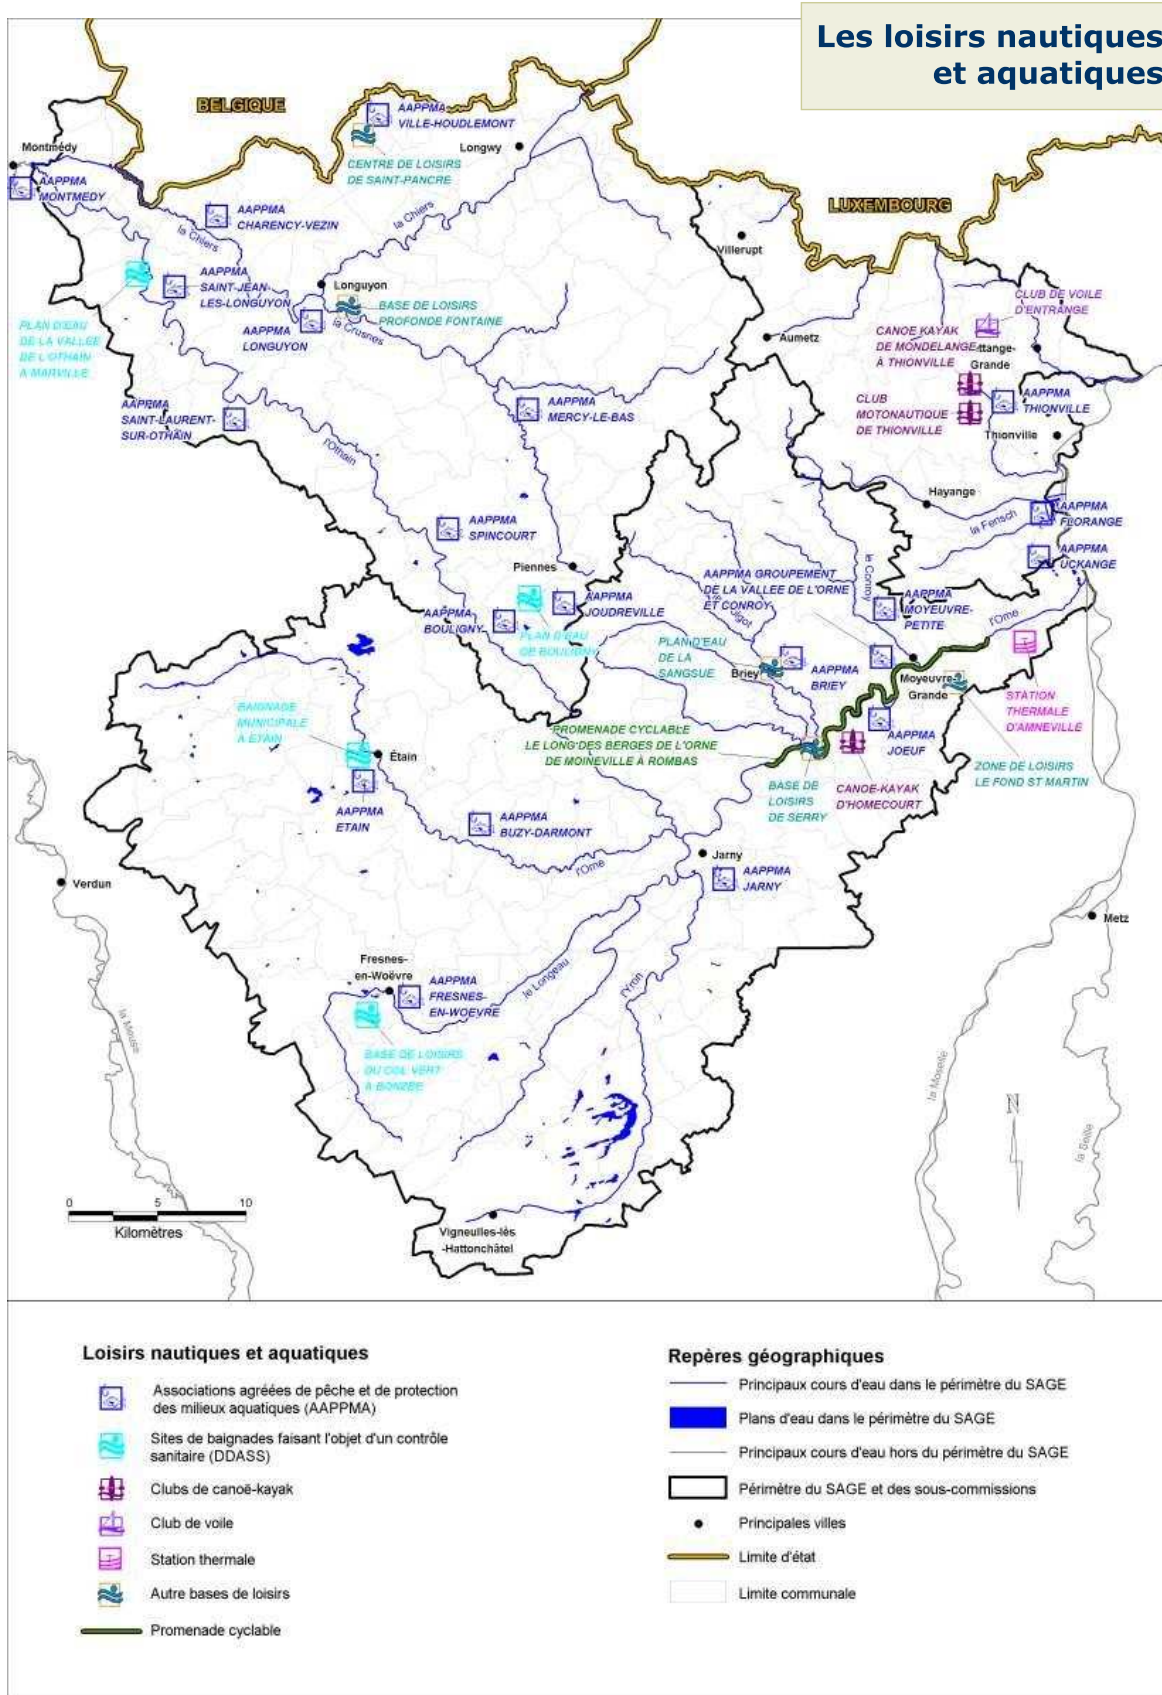 Les loisirs nautiques
et aquatiques
BELGIQUE
LUXEMBOURG
Montmédy
AAPPMA
MONTMEDY
AAPPMA
VILLE-HOUDLEMONT
CENTRE DE LOISIRS
DE SAINT-PANCRE
Longwy
AAPPMA
CHARENCY-VEZIN
la Chiers
la Chiers
Villerupt
AAPPMA
SAINT-JEAN-
LES-LONGUYON
Longuyon
BASE DE LOISIRS
PROFONDE FONTAINE
AAPPMA
LONGUYON
la Crusnes
PLAN D'EAU
DE LA VALLEE
DE L'OTHAIN
A MARVILLE
Aumetz
CLUB DE VOILE
D'ENTRANGE
CANOE KAYAK
DE MONDELANGE
À THIONVILLE
ttange-
Grande
CLUB
MOTONAUTIQUE
DE THIONVILLE
AAPPMA
THIONVILLE
Thionville
AAPPMA
SAINT-LAURENT-
SUR-OTHAIN
AAPPMA
MERCY-LE-BAS
l'Othain
Hayange
la Fensch
AAPPMA
FLORANGE
AAPPMA
UCKANGE
AAPPMA
SPINCOURT
Piennes
AAPPMA
JOUDREVILLE
AAPPMA
BOULIGNY
PLAN D'EAU
DE BOULIGNY
AAPPMA GROUPEMENT
DE LA VALLEE DE L'ORNE
ET CONROY
le Conroy
AAPPMA
MOYEUVRE-
PETITE
l'Orne
PLAN D'EAU
DE LA
SANGSUE
Briey
AAPPMA
BRIEY
Moyeuvre-
Grande
STATION
THERMALE
D'AMNEVILLE
AAPPMA
JOEUF
PROMENADE CYCLABLE
LE LONG DES BERGES DE L'ORNE
DE MOINEVILLE À ROMBAS
ZONE DE LOISIRS
LE FOND ST MARTIN
BASE DE
LOISIRS
DE SERRY
CANOE-KAYAK
D'HOMECOURT
BAIGNADE
MUNICIPALE
A ETAIN
Étain
AAPPMA
ETAIN
AAPPMA
BUZY-DARMONT
l'Orne
Jarny
AAPPMA
JARNY
Verdun
Metz
Fresnes-
en-Woëvre
AAPPMA
FRESNES-
EN-WOEVRE
le Longeau
l'Yron
BASE DE LOISIRS
DU COL VERT
A BONZEE
la Meuse
la Moselle
la Seille
N
0 5 10
Kilomètres
Vigneulles-lès
-Hattonchâtel
Loisirs nautiques et aquatiques
Associations agréées de pêche et de protection
des milieux aquatiques (AAPPMA)
Sites de baignades faisant l'objet d'un contrôle
sanitaire (DDASS)
Clubs de canoë-kayak
Club de voile
Station thermale
Autre bases de loisirs
Promenade cyclable
Repères géographiques
Principaux cours d'eau dans le périmètre du SAGE
Plans d'eau dans le périmètre du SAGE
Principaux cours d'eau hors du périmètre du SAGE
Périmètre du SAGE et des sous-commissions
Principales villes
Limite d'état
Limite communale